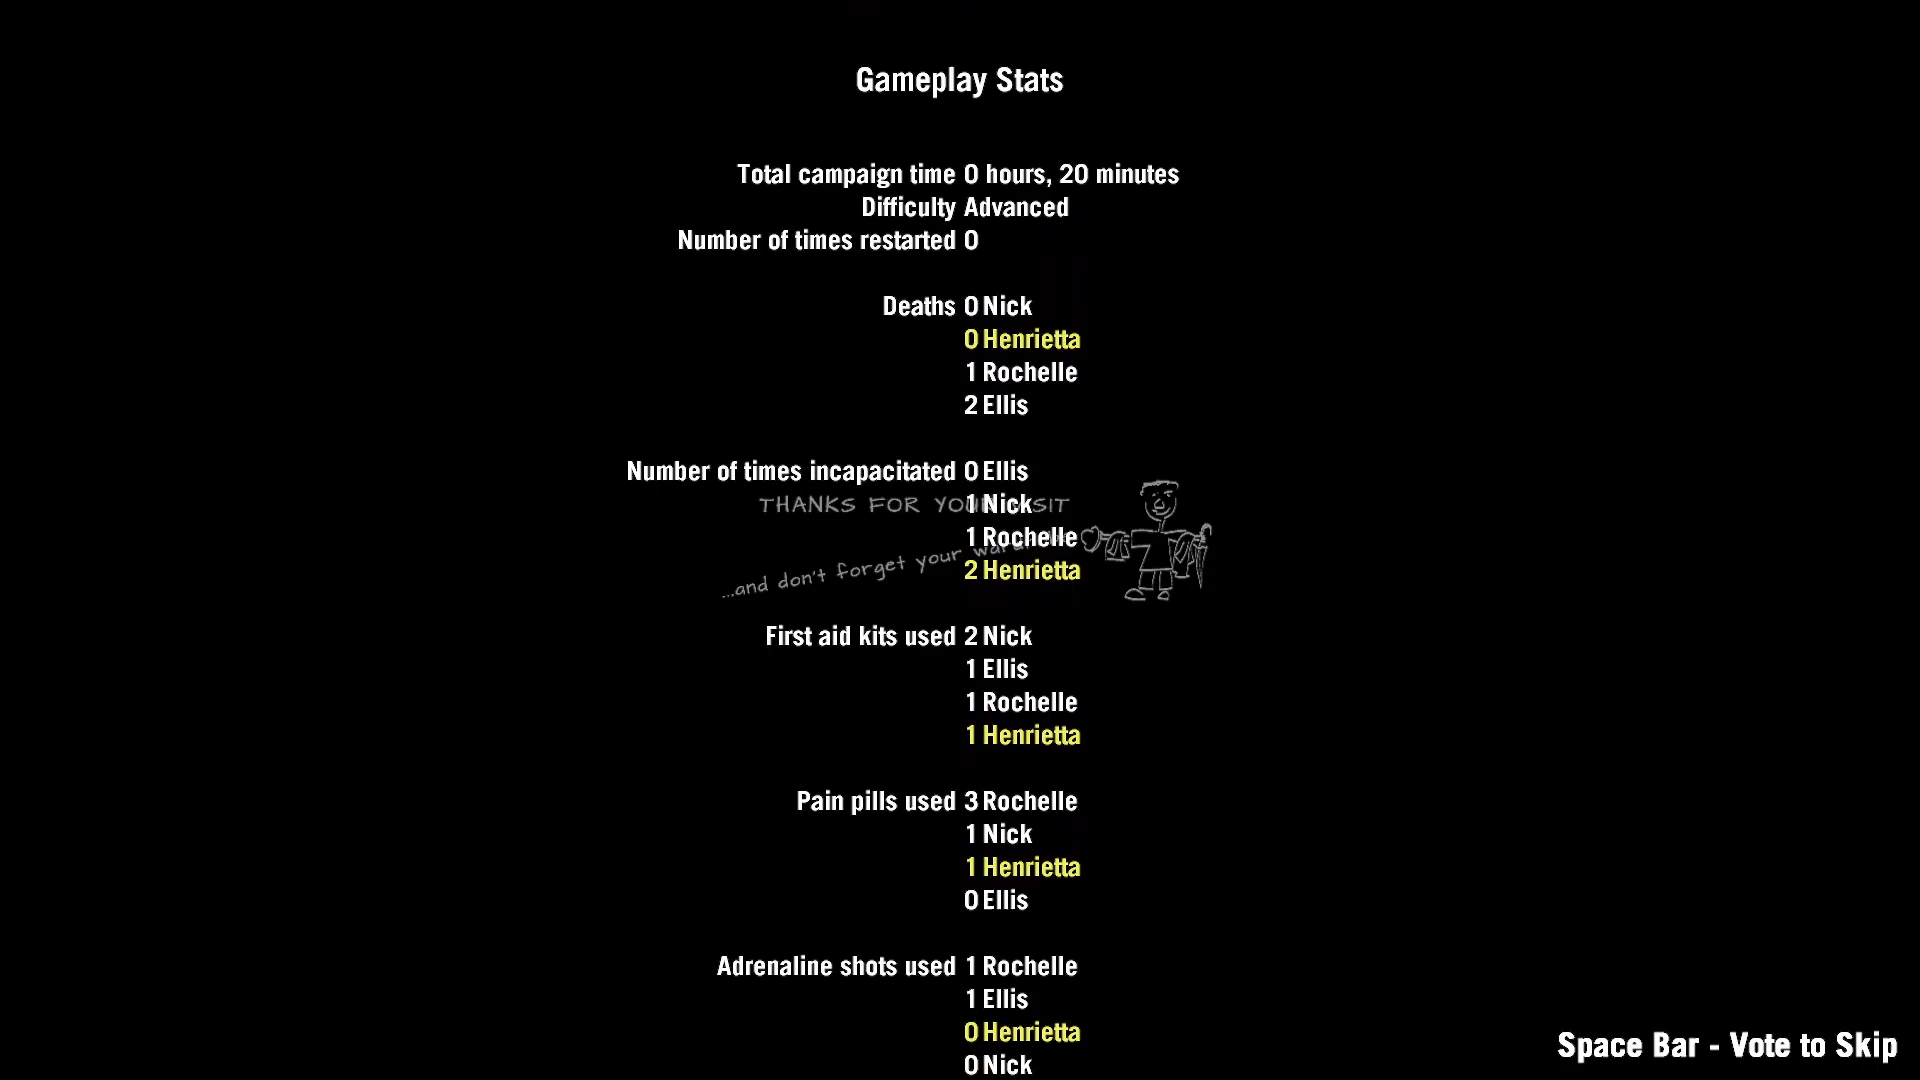 Gameplay Stats
Total campaign time 0 hours, 20 minutes
Difficulty Advanced
Number of times restarted 0
Deaths 0 Nick
0 Henrietta
1 Rochelle
2 Ellis
Number of times incapacitated 0 Ellis
THANKS FOR
1 Nick
1 Rochelle
...and don't forget your
2 Henrietta
First aid kits used 2 Nick
1 Ellis
1 Rochelle
1 Henrietta
Pain pills used 3 Rochelle
1 Nick
1 Henrietta
0 Ellis
Adrenaline shots used 1 Rochelle
1 Ellis
0 Henrietta
0 Nick
Space Bar - Vote to Skip